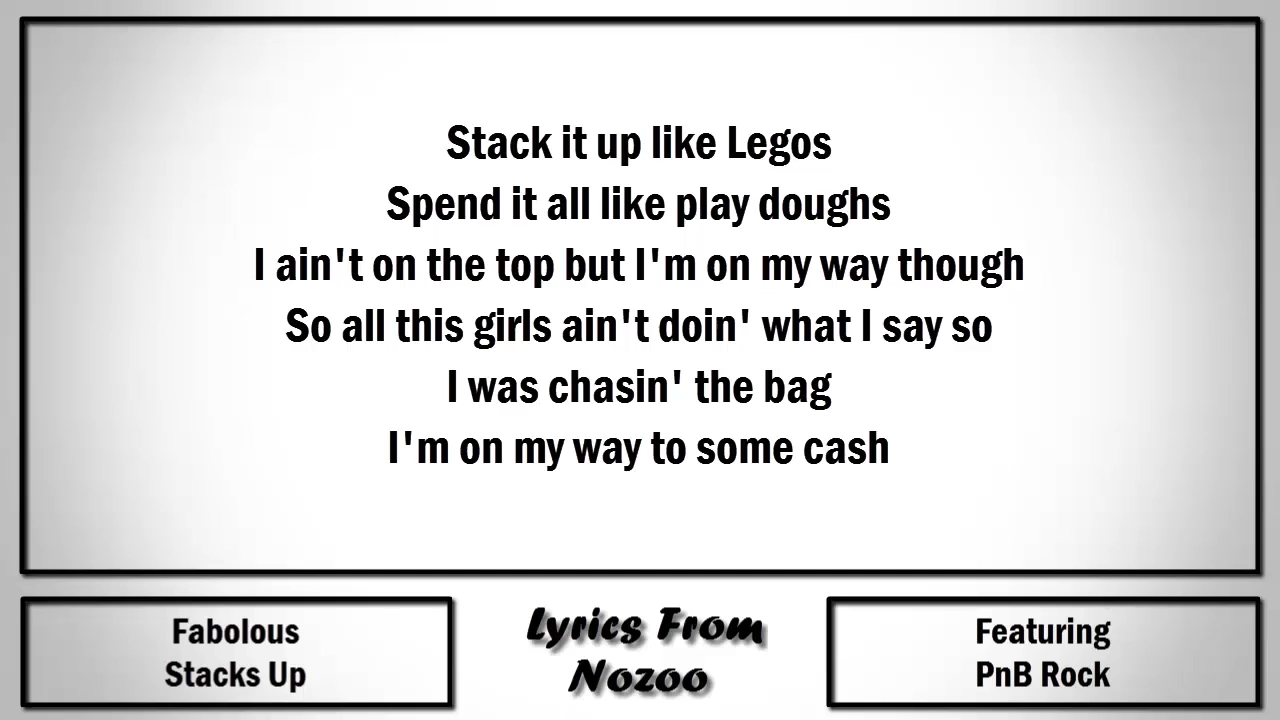 Stack it up like Legos
Spend it all like play doughs
I ain't on the top but I'm on my way though
So all this girls ain't doin' what I say so
I was chasin' the bag
I'm on my way to some cash
Fabolous
Stacks Up
Lyrics From
Nozoo
Featuring
PnB Rock